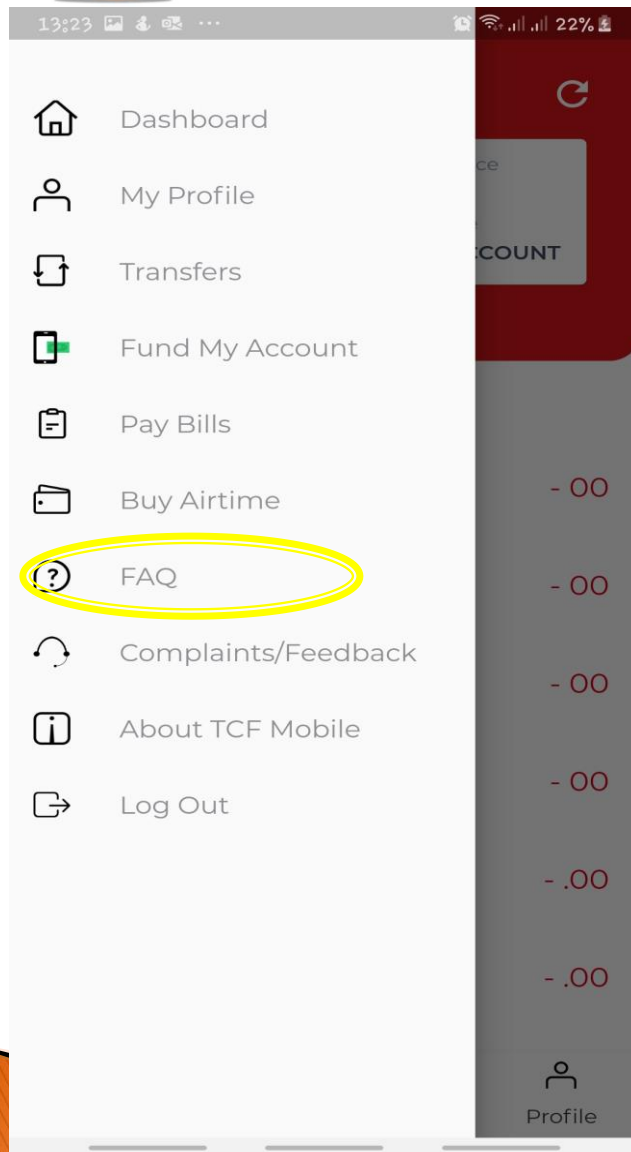 13:23 ... 22%
ce
Dashboard
My Profile
COUNT
Transfers
Fund My Account
Pay Bills
Buy Airtime
- 00
FAQ
- 00
Complaints/Feedback
- 00
About TCF Mobile
- 00
Log Out
- .00
- .00
Profile